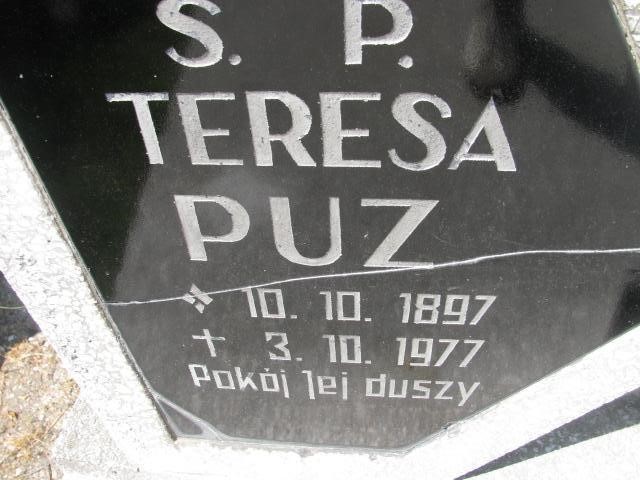 S. P.
TERESA
PUZ
10. 10. 1897
3. 10. 1977
Pokój Jej duszy